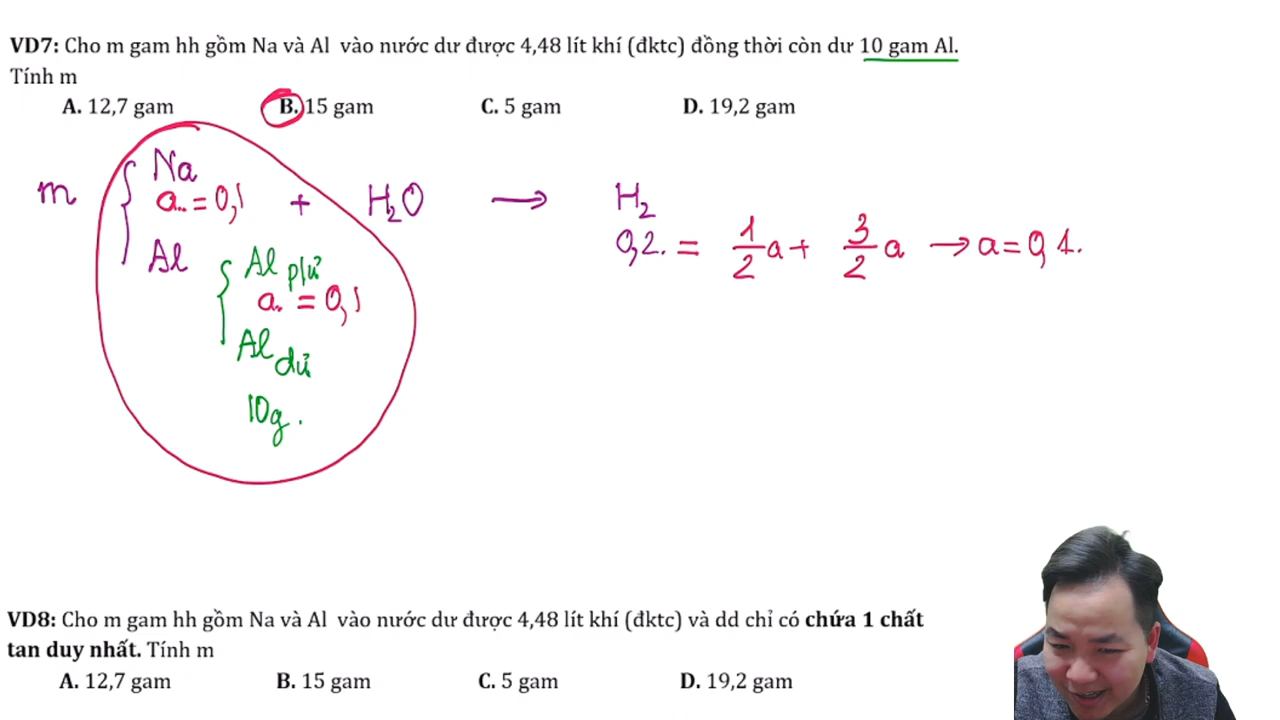 VD7: Cho m gam hh gồm Na và Al vào nước dư được 4,48 lít khí (đktc) đồng thời còn dư 10 gam Al.
Tính m
A. 12,7 gam B. 15 gam C. 5 gam D. 19,2 gam
m { Na + H₂O → H₂
a = 0,1
0,2 = 1/2 a + 3/2 a → a = 0,1.
Al { Al pứ
a = 0,1
Al dư
10g.
VD8: Cho m gam hh gồm Na và Al vào nước dư được 4,48 lít khí (đktc) và dd chỉ có chứa 1 chất
tan duy nhất. Tính m
A. 12,7 gam B. 15 gam C. 5 gam D. 19,2 gam